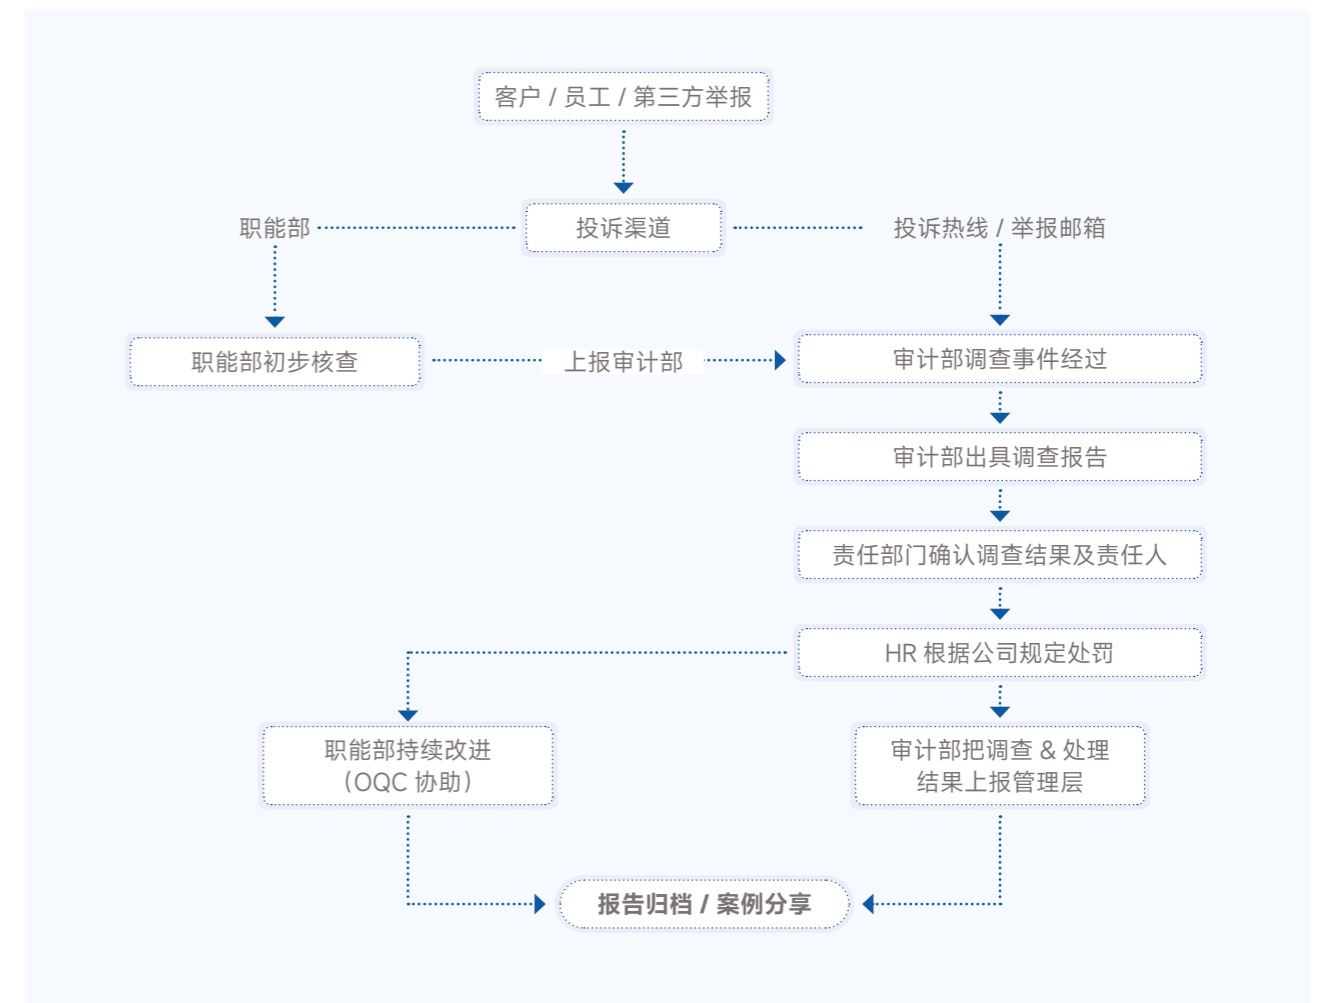 客户 / 员工 / 第三方举报
职能部
投诉渠道
投诉热线 / 举报邮箱
职能部初步核查
上报审计部
审计部调查事件经过
审计部出具调查报告
责任部门确认调查结果及责任人
HR 根据公司规定处罚
职能部持续改进
（OQC 协助）
审计部把调查 & 处理
结果上报管理层
报告归档 / 案例分享